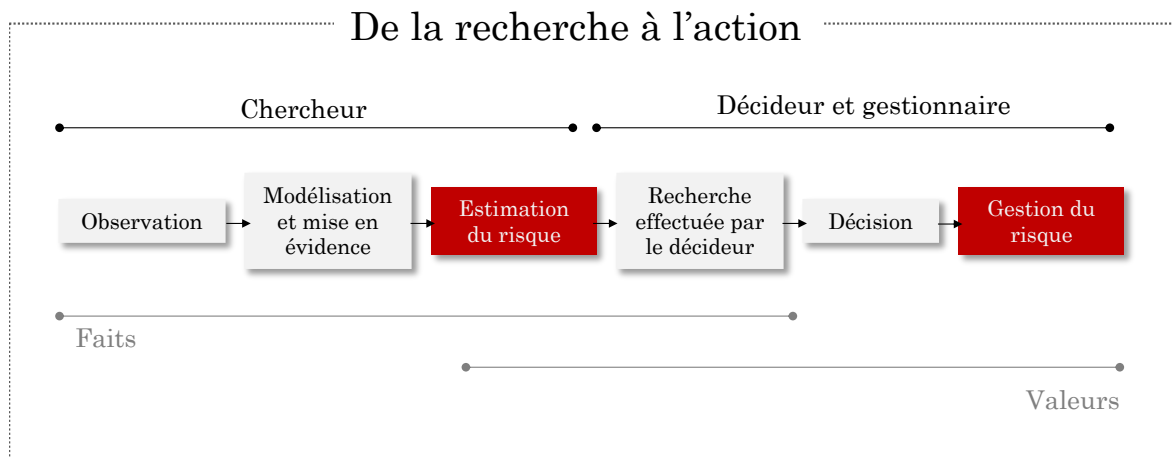 De la recherche à l’action
Chercheur
Décideur et gestionnaire
Observation
Modélisation
et mise en
évidence
Estimation
du risque
Recherche
effectuée par
le décideur
Décision
Gestion du
risque
Faits
Valeurs